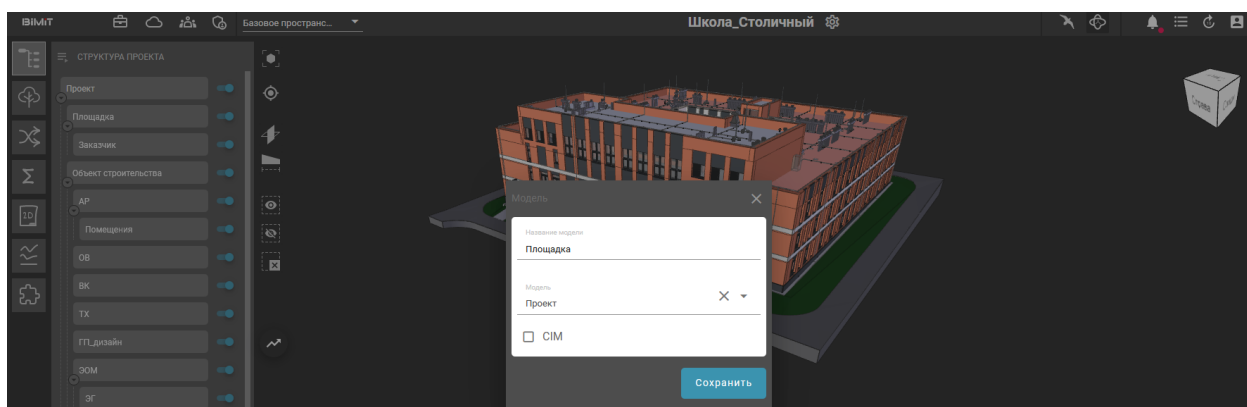 BIMIT
Базовое пространс...
Школа_Столичный
СТРУКТУРА ПРОЕКТА
Проект
Площадка
Заказчик
Объект строительства
АР
Помещения
ОВ
ВК
ТХ
ГП_дизайн
ЭОМ
ЭГ
2D
Справа
Модель
Название модели
Площадка
Модель
Проект
CIM
Сохранить